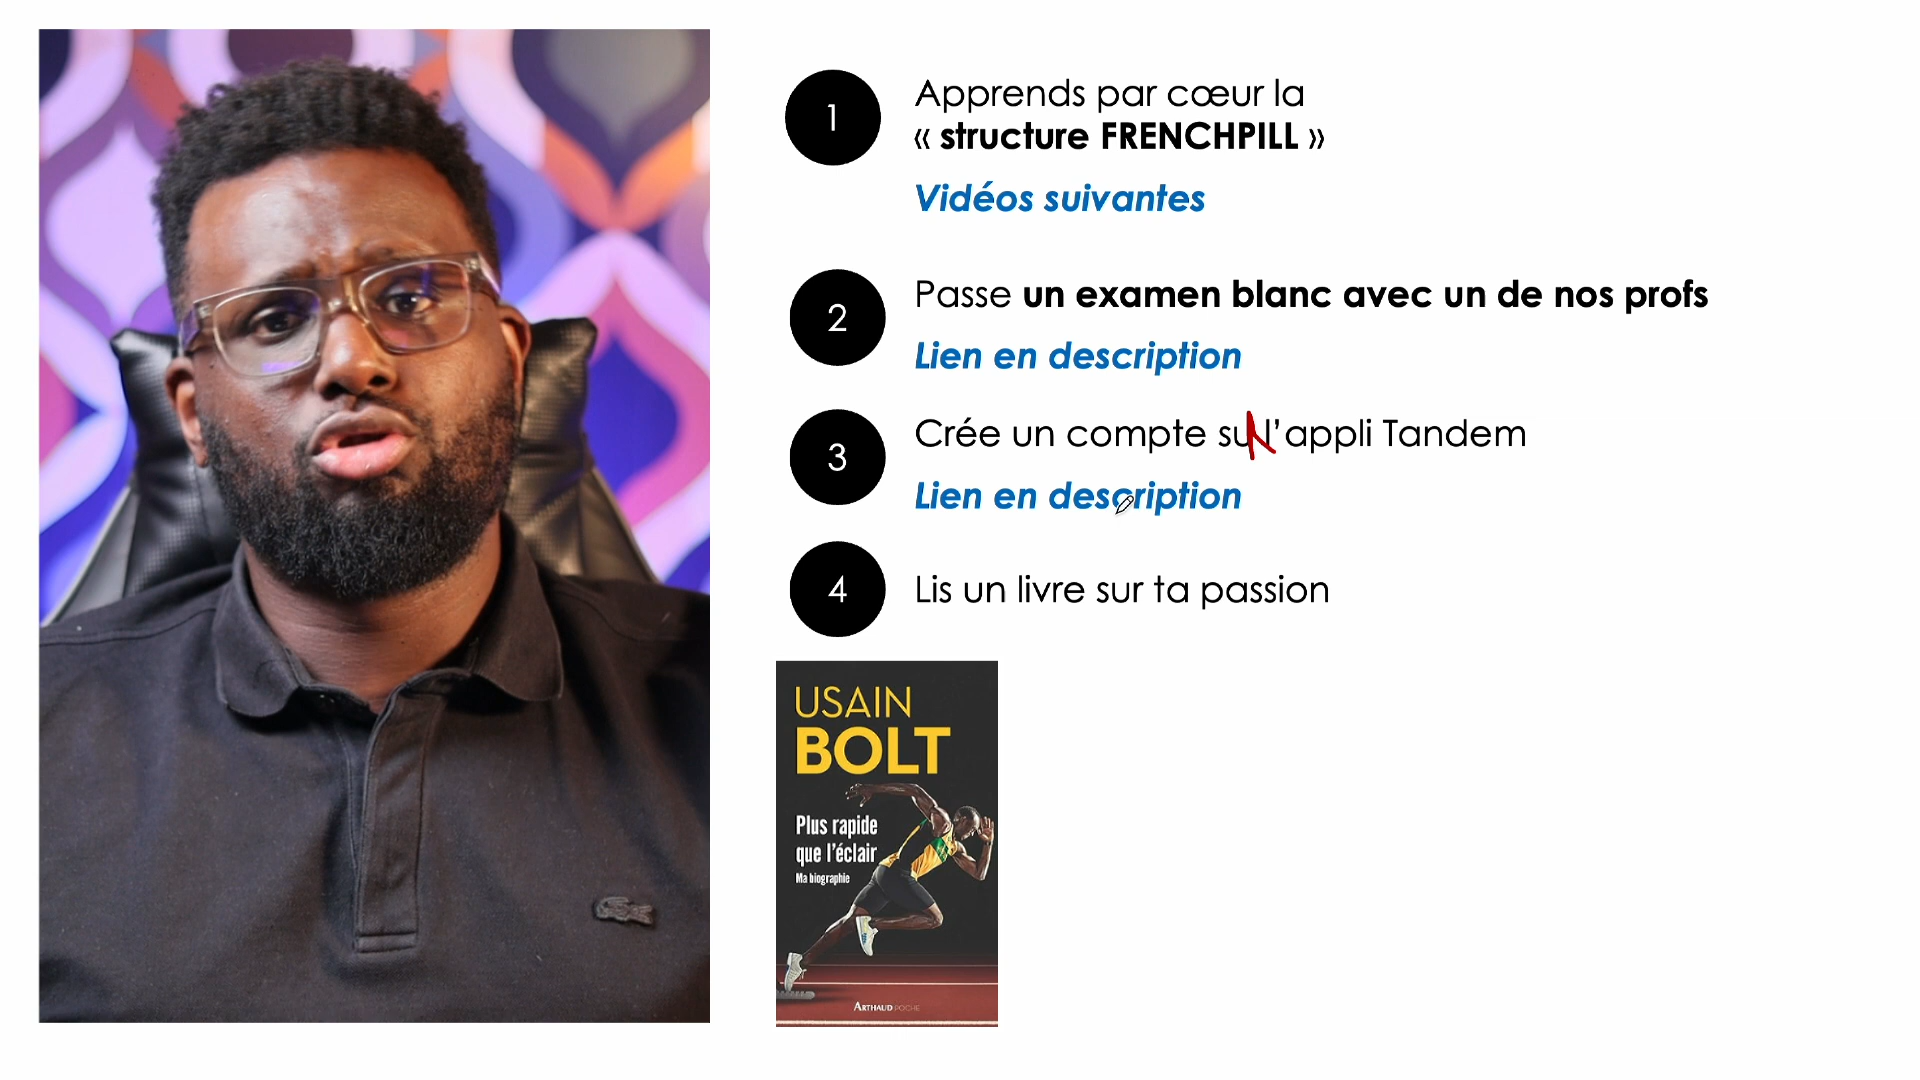 1
Apprends par cœur la
« structure FRENCHPILL »
Vidéos suivantes
2
Passe un examen blanc avec un de nos profs
Lien en description
3
Crée un compte sur l’appli Tandem
Lien en description
4
Lis un livre sur ta passion
USAIN
BOLT
Plus rapide
que l’éclair
Ma biographie
ARTHAUD POCHE